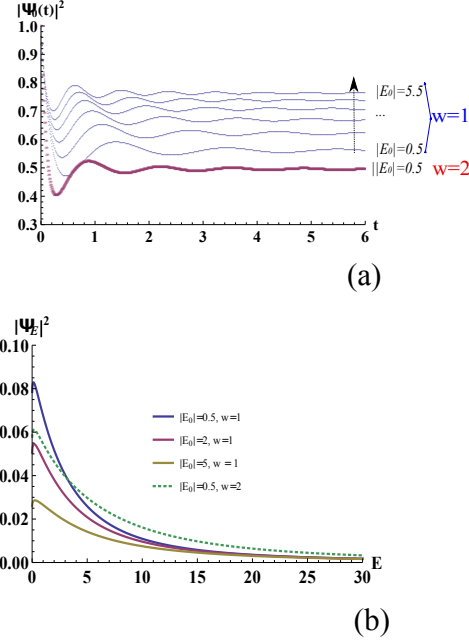 |Ψ₀(t)|²
1.0
0.9
0.8
0.7
0.6
0.5
0.4
0.3
0 1 2 3 4 5 6
t
|E₀|=5.5
...
|E₀|=0.5
w=1
||E₀|=0.5 w=2
(a)
|Ψ_E|²
0.10
0.08
0.06
0.04
0.02
0.00
0 5 10 15 20 25 30
E
|E₀|=0.5, w=1
|E₀|=2, w=1
|E₀|=5, w=1
|E₀|=0.5, w=2
(b)